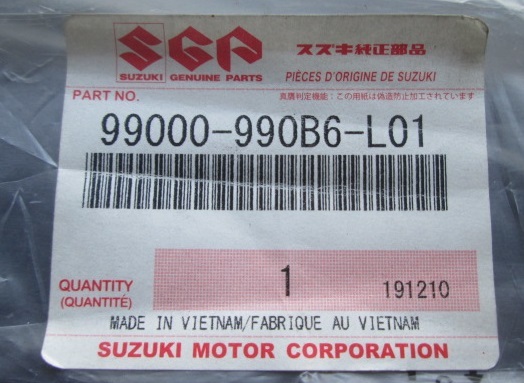 SGP
スズキ純正部品
SUZUKI GENUINE PARTS
PIÈCES D'ORIGINE DE SUZUKI
PART NO.
真贋判定機能：この用紙は偽造防止加工されています
99000-990B6-L01
QUANTITY
(QUANTITÉ)
1
191210
MADE IN VIETNAM/FABRIQUE AU VIETNAM
SUZUKI MOTOR CORPORATION